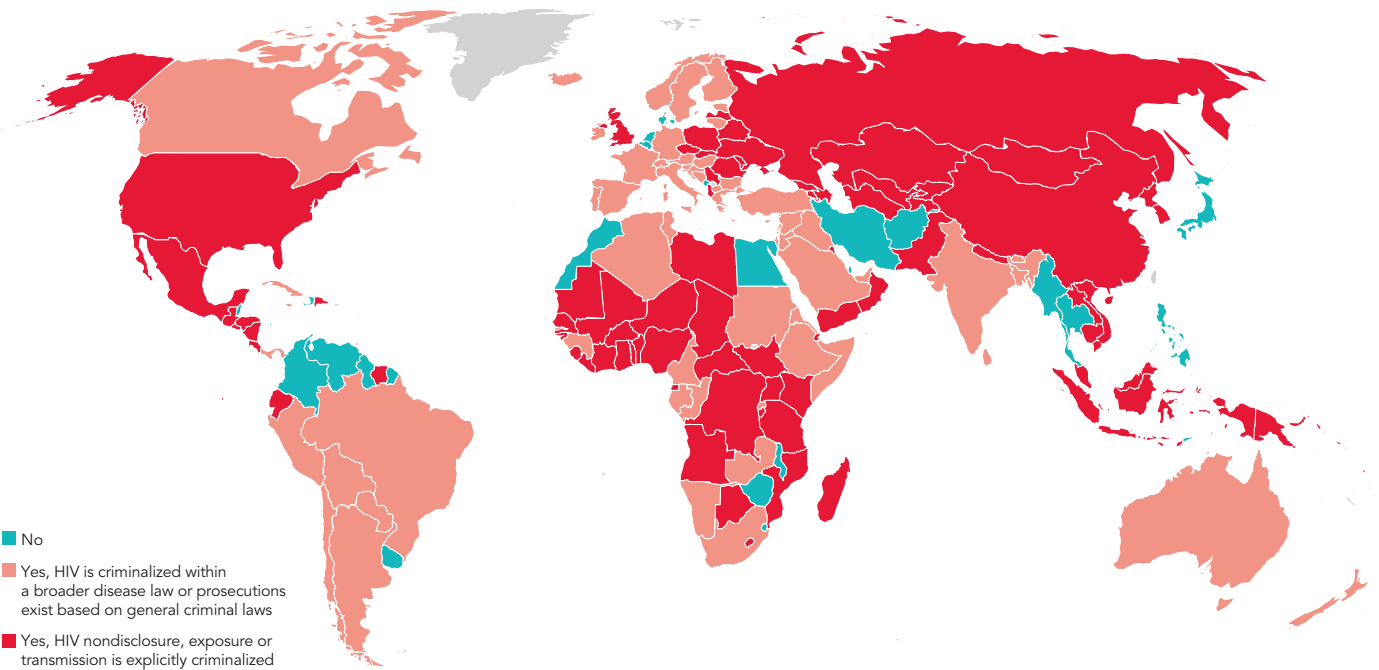 No
Yes, HIV is criminalized within
a broader disease law or prosecutions
exist based on general criminal laws
Yes, HIV nondisclosure, exposure or
transmission is explicitly criminalized